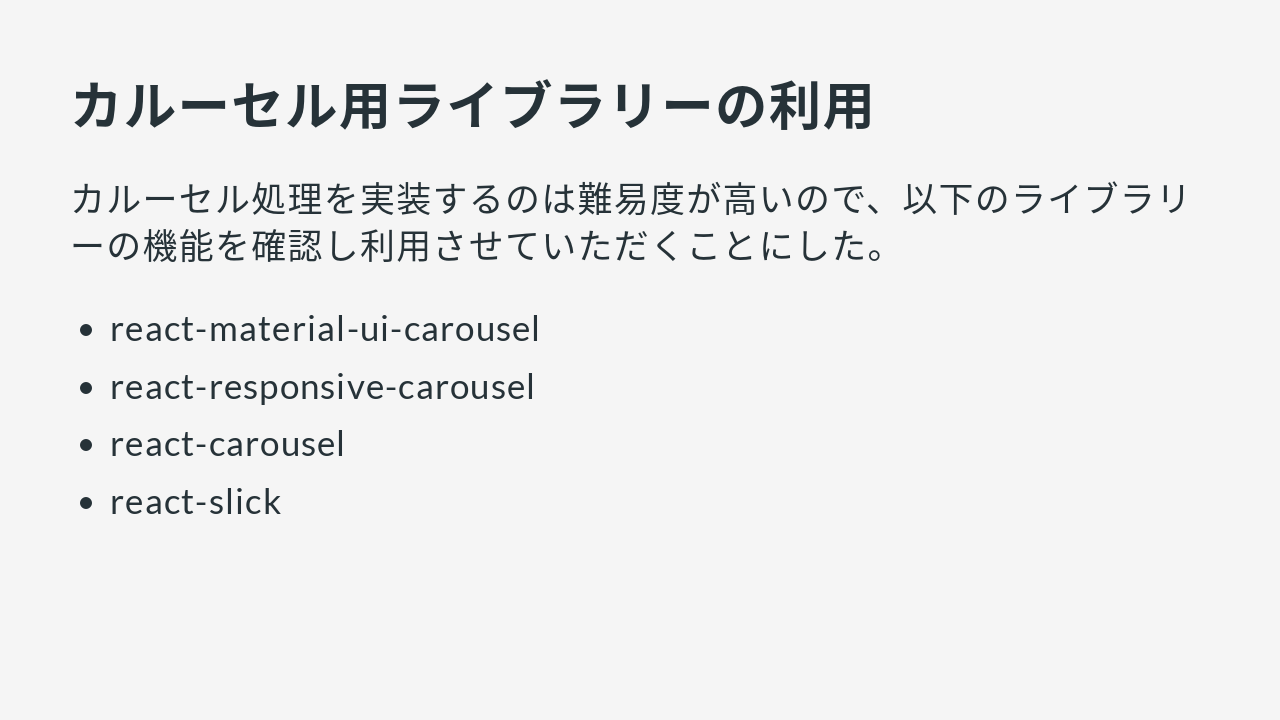 カルーセル用ライブラリーの利用
カルーセル処理を実装するのは難易度が高いので、以下のライブラリ
ーの機能を確認し利用させていただくことにした。
• react-material-ui-carousel
• react-responsive-carousel
• react-carousel
• react-slick